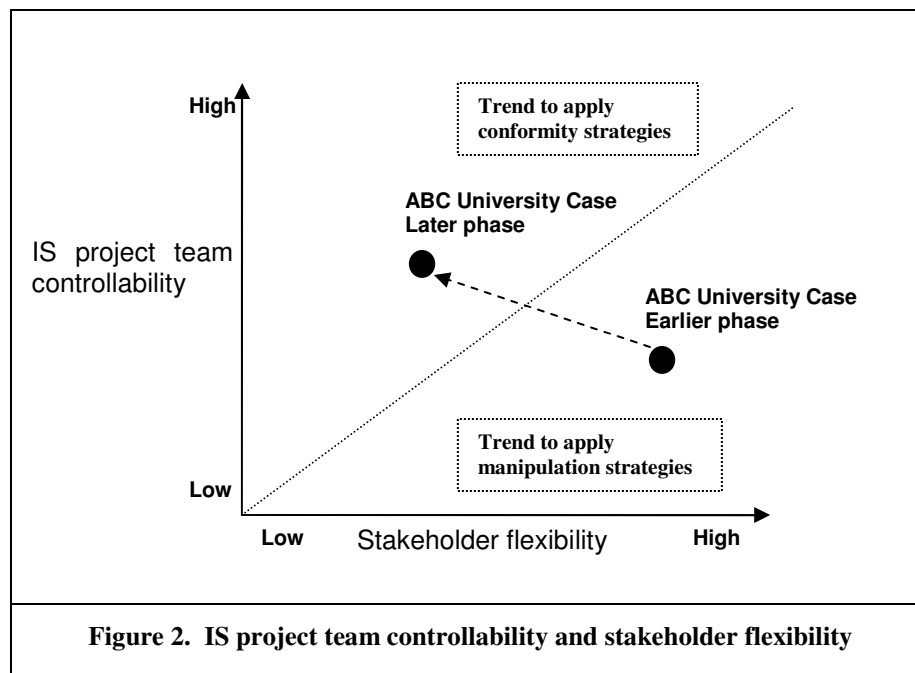 High
Trend to apply
conformity strategies
ABC University Case
Later phase
IS project team
controllability
ABC University Case
Earlier phase
Trend to apply
manipulation strategies
Low
Low
Stakeholder flexibility
High
Figure 2. IS project team controllability and stakeholder flexibility